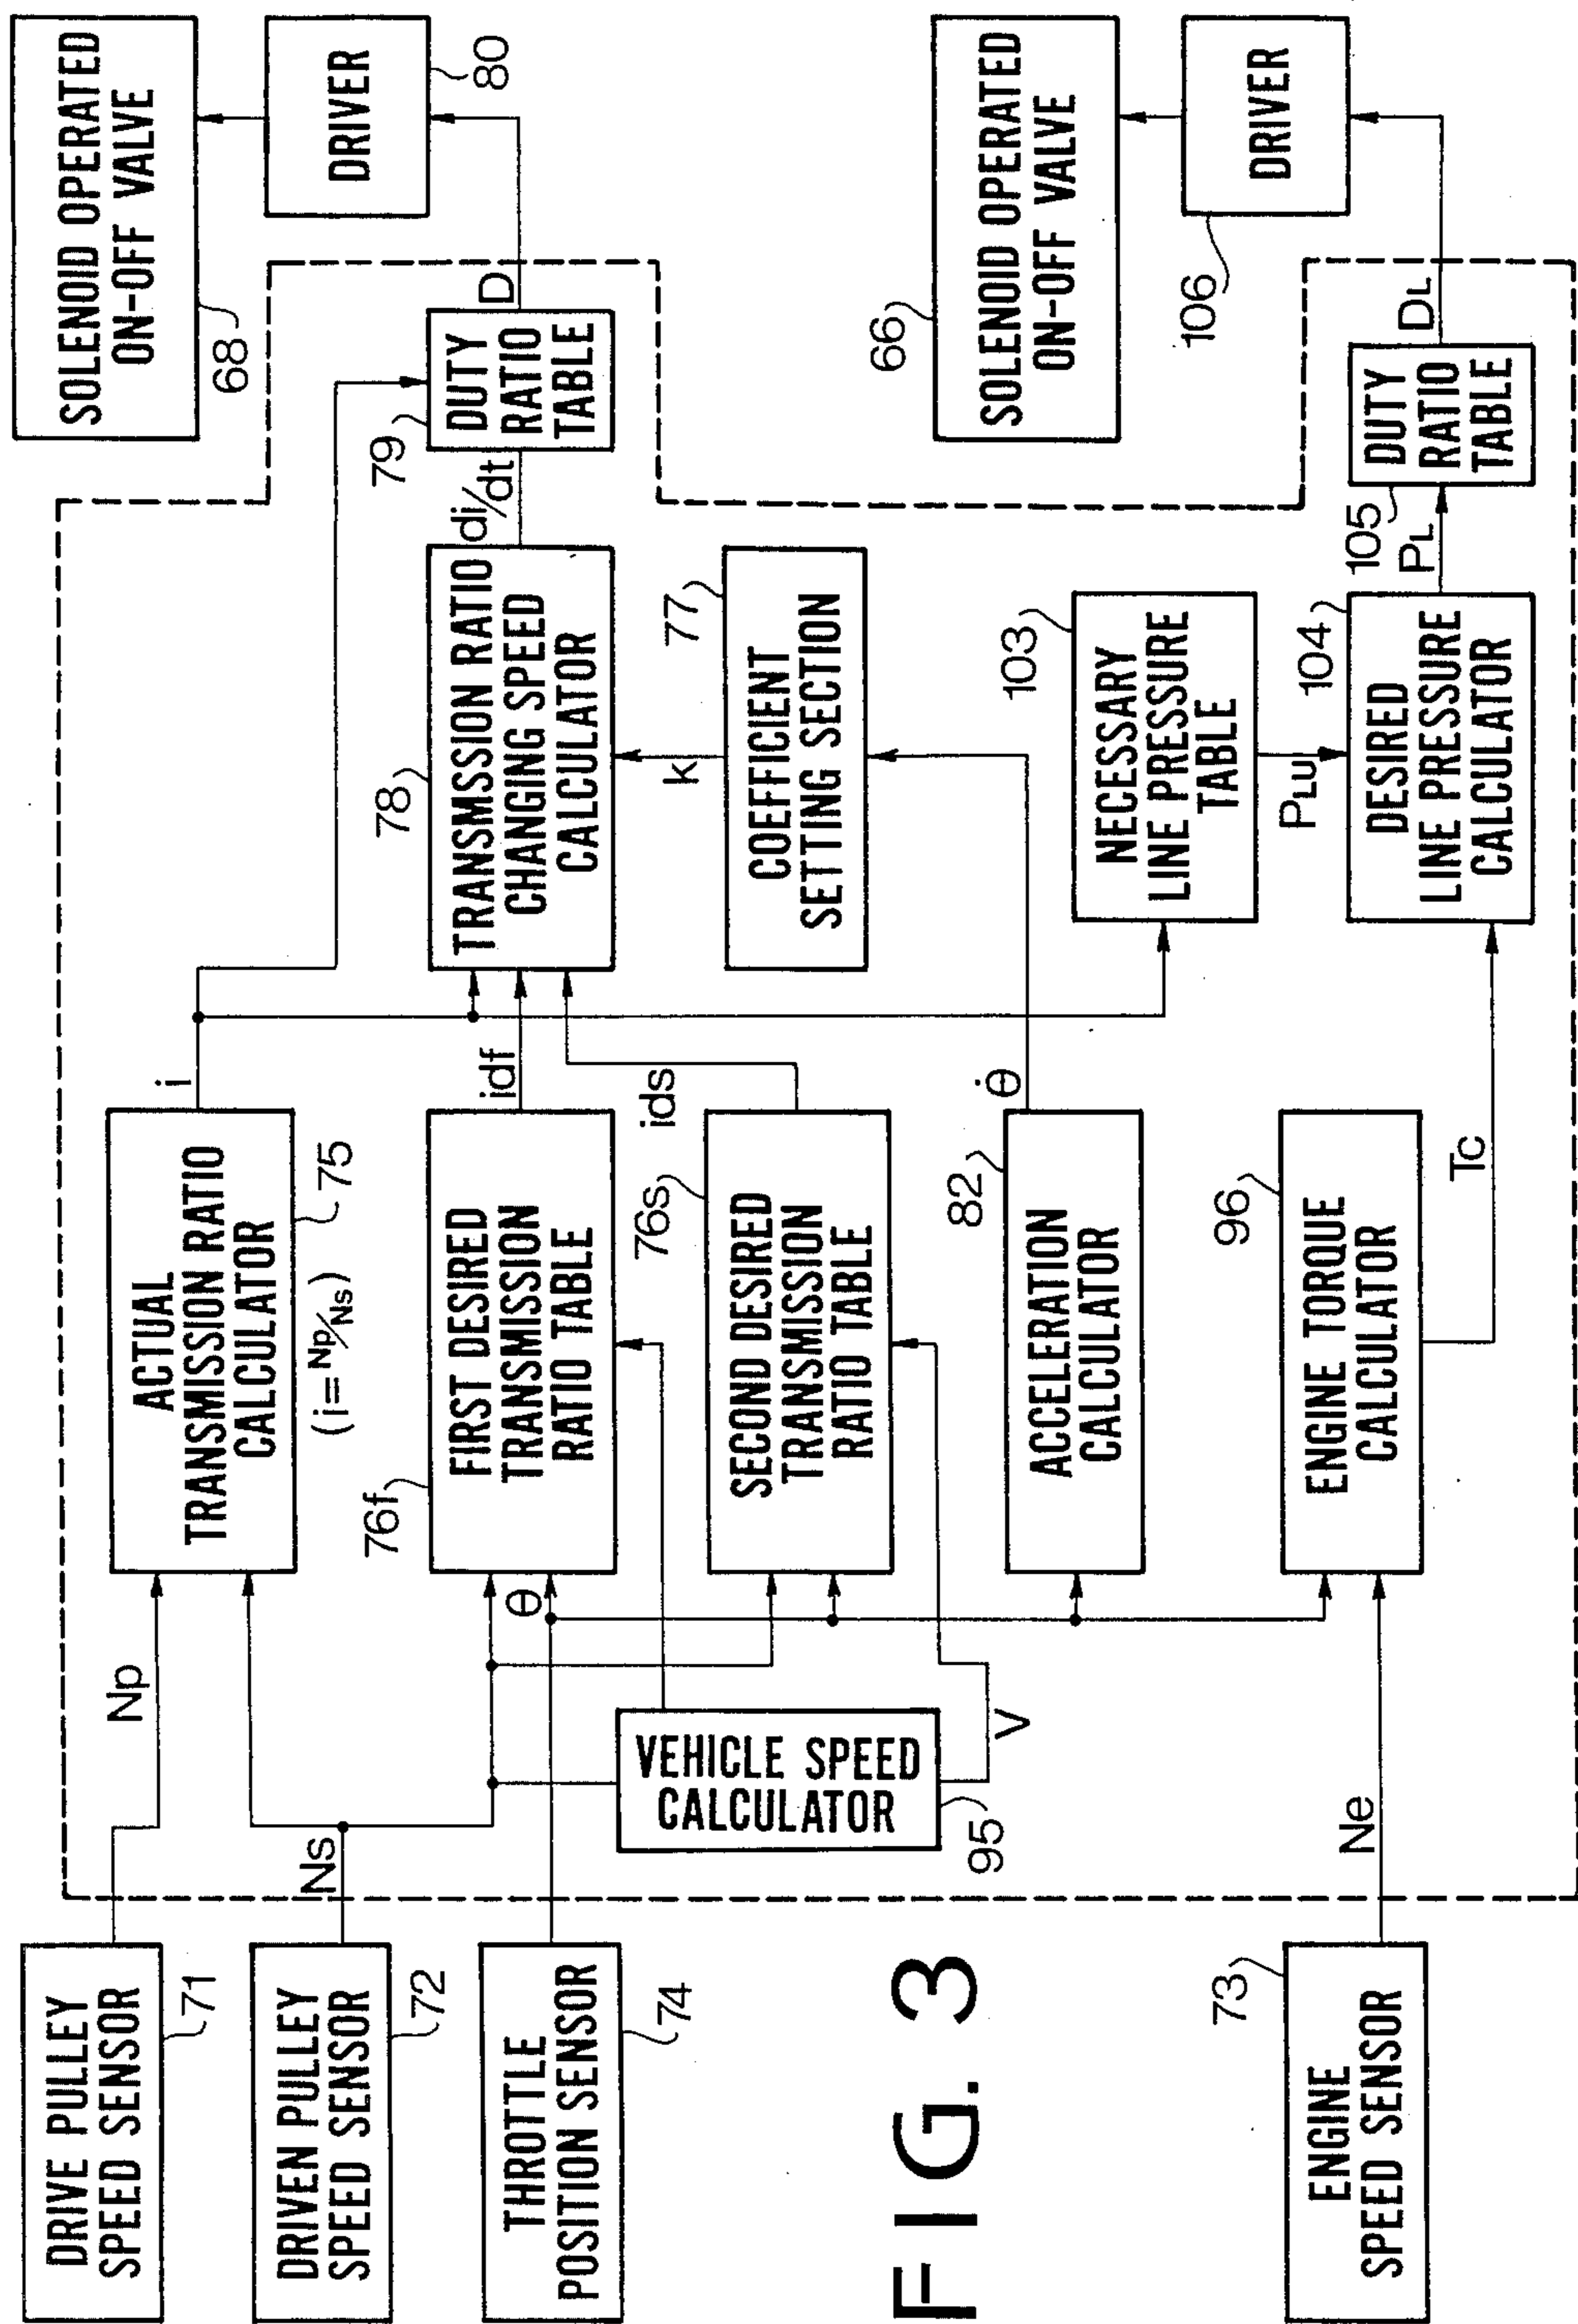 DRIVE PULLEY
SPEED SENSOR
71
DRIVEN PULLEY
SPEED SENSOR
72
THROTTLE
POSITION SENSOR
74
ENGINE
SPEED SENSOR
73
FIG. 3
Np
Ns
θ
Ne
VEHICLE SPEED
CALCULATOR
95
V
ACTUAL
TRANSMISSION RATIO
CALCULATOR
(i=Np/Ns)
75
FIRST DESIRED
TRANSMISSION
RATIO TABLE
76f
SECOND DESIRED
TRANSMISSION
RATIO TABLE
76s
ACCELERATION
CALCULATOR
82
ENGINE TORQUE
CALCULATOR
96
i
idf
ids
θ̇
Tc
TRANSMSSION RATIO
CHANGING SPEED
CALCULATOR
78
k
COEFFICIENT
SETTING SECTION
77
NECESSARY
LINE PRESSURE
TABLE
103
PLU
DESIRED
LINE PRESSURE
CALCULATOR
104
di/dt
PL
DUTY
RATIO
TABLE
79
DUTY
RATIO
TABLE
105
D
DL
DRIVER
80
DRIVER
106
SOLENOID OPERATED
ON-OFF VALVE
68
SOLENOID OPERATED
ON-OFF VALVE
66